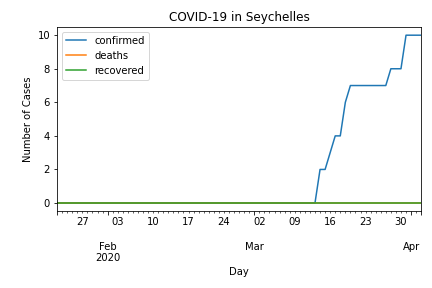 COVID-19 in Seychelles
confirmed
deaths
recovered
Number of Cases
10
8
6
4
2
0
27 03 10 17 24 02 09 16 23 30
Feb Mar Apr
2020
Day